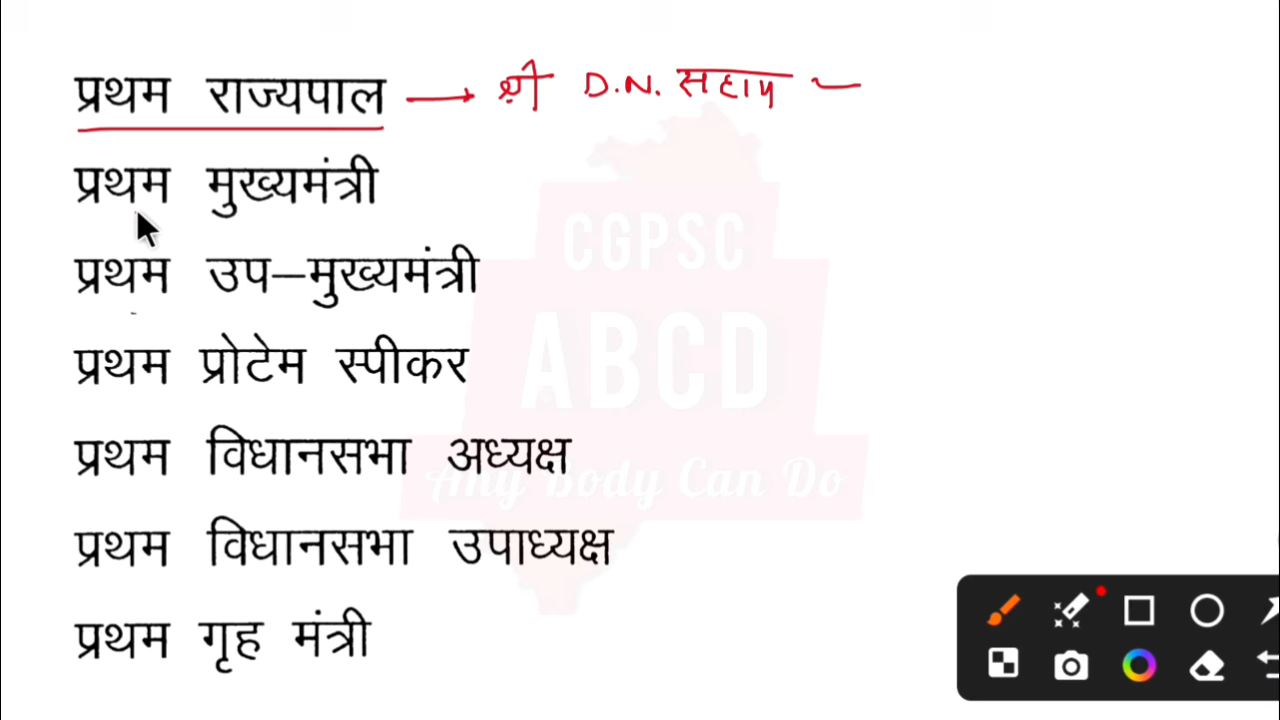 प्रथम राज्यपाल → श्री D.N. सहाय
प्रथम मुख्यमंत्री
प्रथम उप–मुख्यमंत्री
प्रथम प्रोटेम स्पीकर
प्रथम विधानसभा अध्यक्ष
प्रथम विधानसभा उपाध्यक्ष
प्रथम गृह मंत्री
CGPSC
ABCD
Any Body Can Do